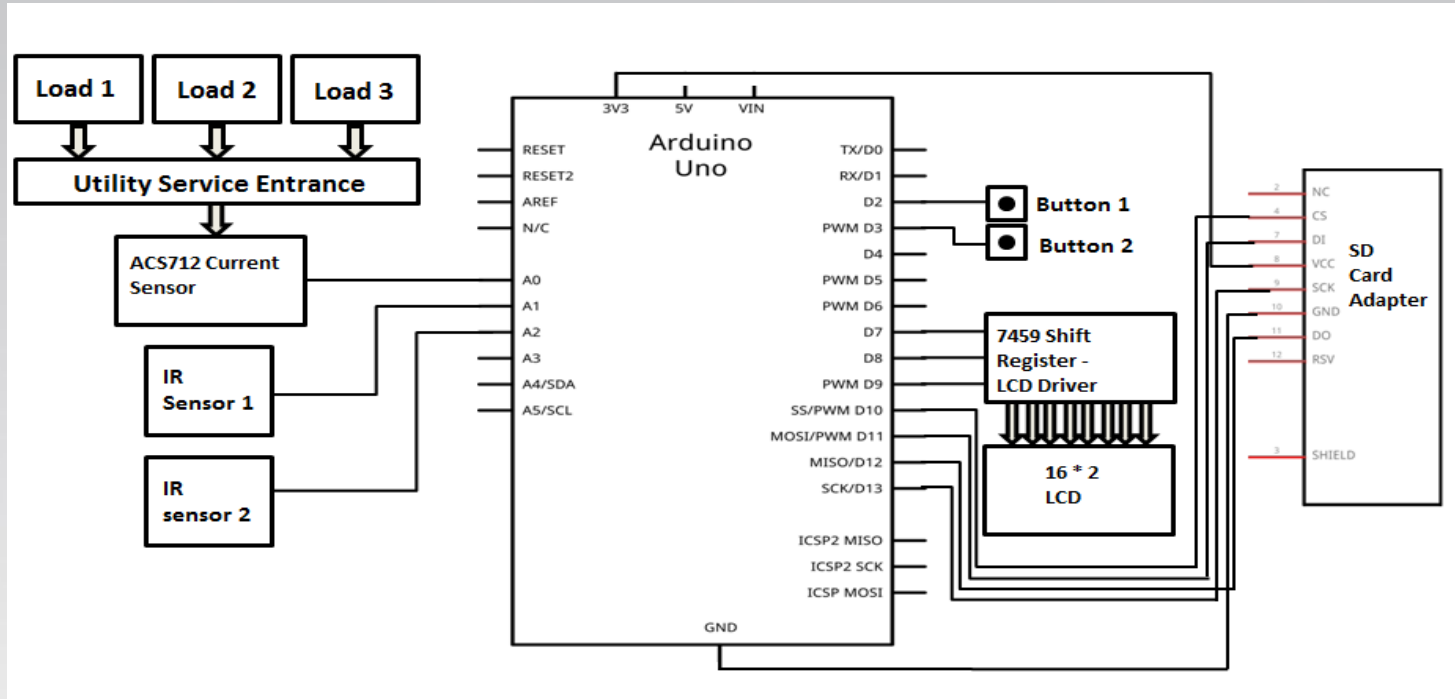 Load 1
Load 2
Load 3
Utility Service Entrance
ACS712 Current
Sensor
IR
Sensor 1
IR
sensor 2
3V3
5V
VIN
Arduino
Uno
RESET
RESET2
AREF
N/C
A0
A1
A2
A3
A4/SDA
A5/SCL
TX/D0
RX/D1
D2
PWM D3
D4
PWM D5
PWM D6
D7
D8
PWM D9
SS/PWM D10
MOSI/PWM D11
MISO/D12
SCK/D13
ICSP2 MISO
ICSP2 SCK
ICSP MOSI
GND
Button 1
Button 2
7459 Shift
Register -
LCD Driver
16 * 2
LCD
2 NC
4 CS
7 DI
8 VCC
9 SCK
10 GND
11 DO
12 RSV
3 SHIELD
SD
Card
Adapter